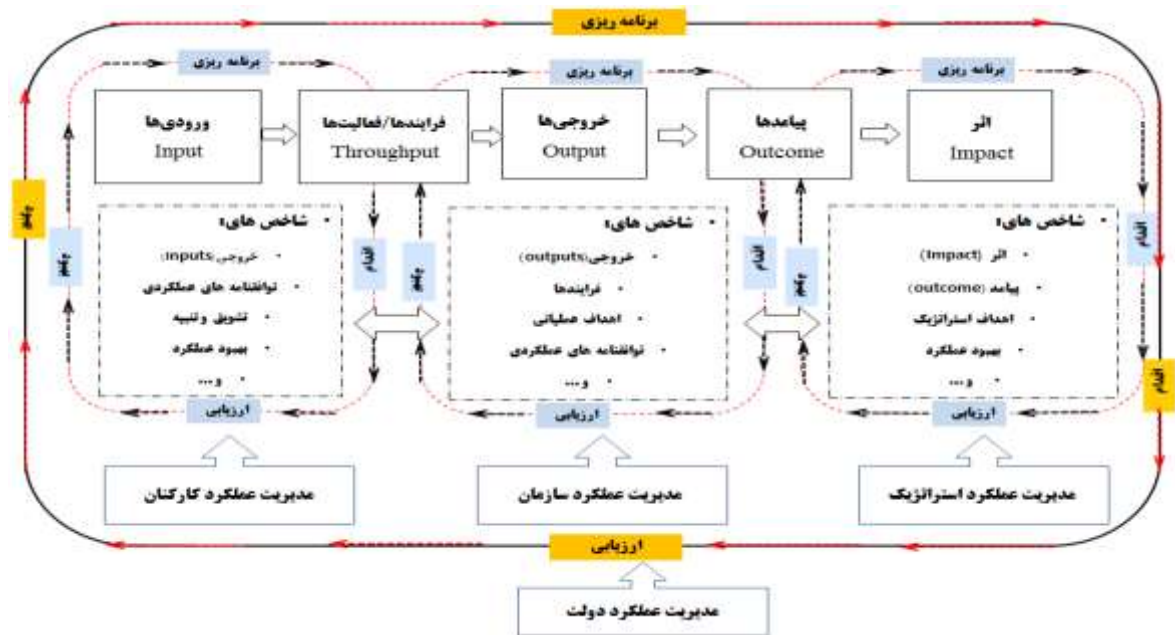 برنامه ریزی
برنامه ریزی
برنامه ریزی
برنامه ریزی
ورودی‌ها
Input
فرایندها/فعالیت‌ها
Throughput
خروجی‌ها
Output
پیامدها
Outcome
اثر
Impact
بهبود
بهبود
• شاخص های:
• خروجی(inputs)
• توافقنامه های عملکردی
• تشویق و تنبیه
• بهبود عملکرد
• و...
اقدام
بهبود
• شاخص های:
• خروجی(outputs)
• فرایندها
• اهداف عملیاتی
• توافقنامه های عملکردی
• و...
اقدام
بهبود
• شاخص های:
• اثر (Impact)
• پیامد (outcome)
• اهداف استراتژیک
• بهبود عملکرد
• و...
اقدام
اقدام
ارزیابی
ارزیابی
ارزیابی
مدیریت عملکرد کارکنان
مدیریت عملکرد سازمان
مدیریت عملکرد استراتژیک
ارزیابی
مدیریت عملکرد دولت